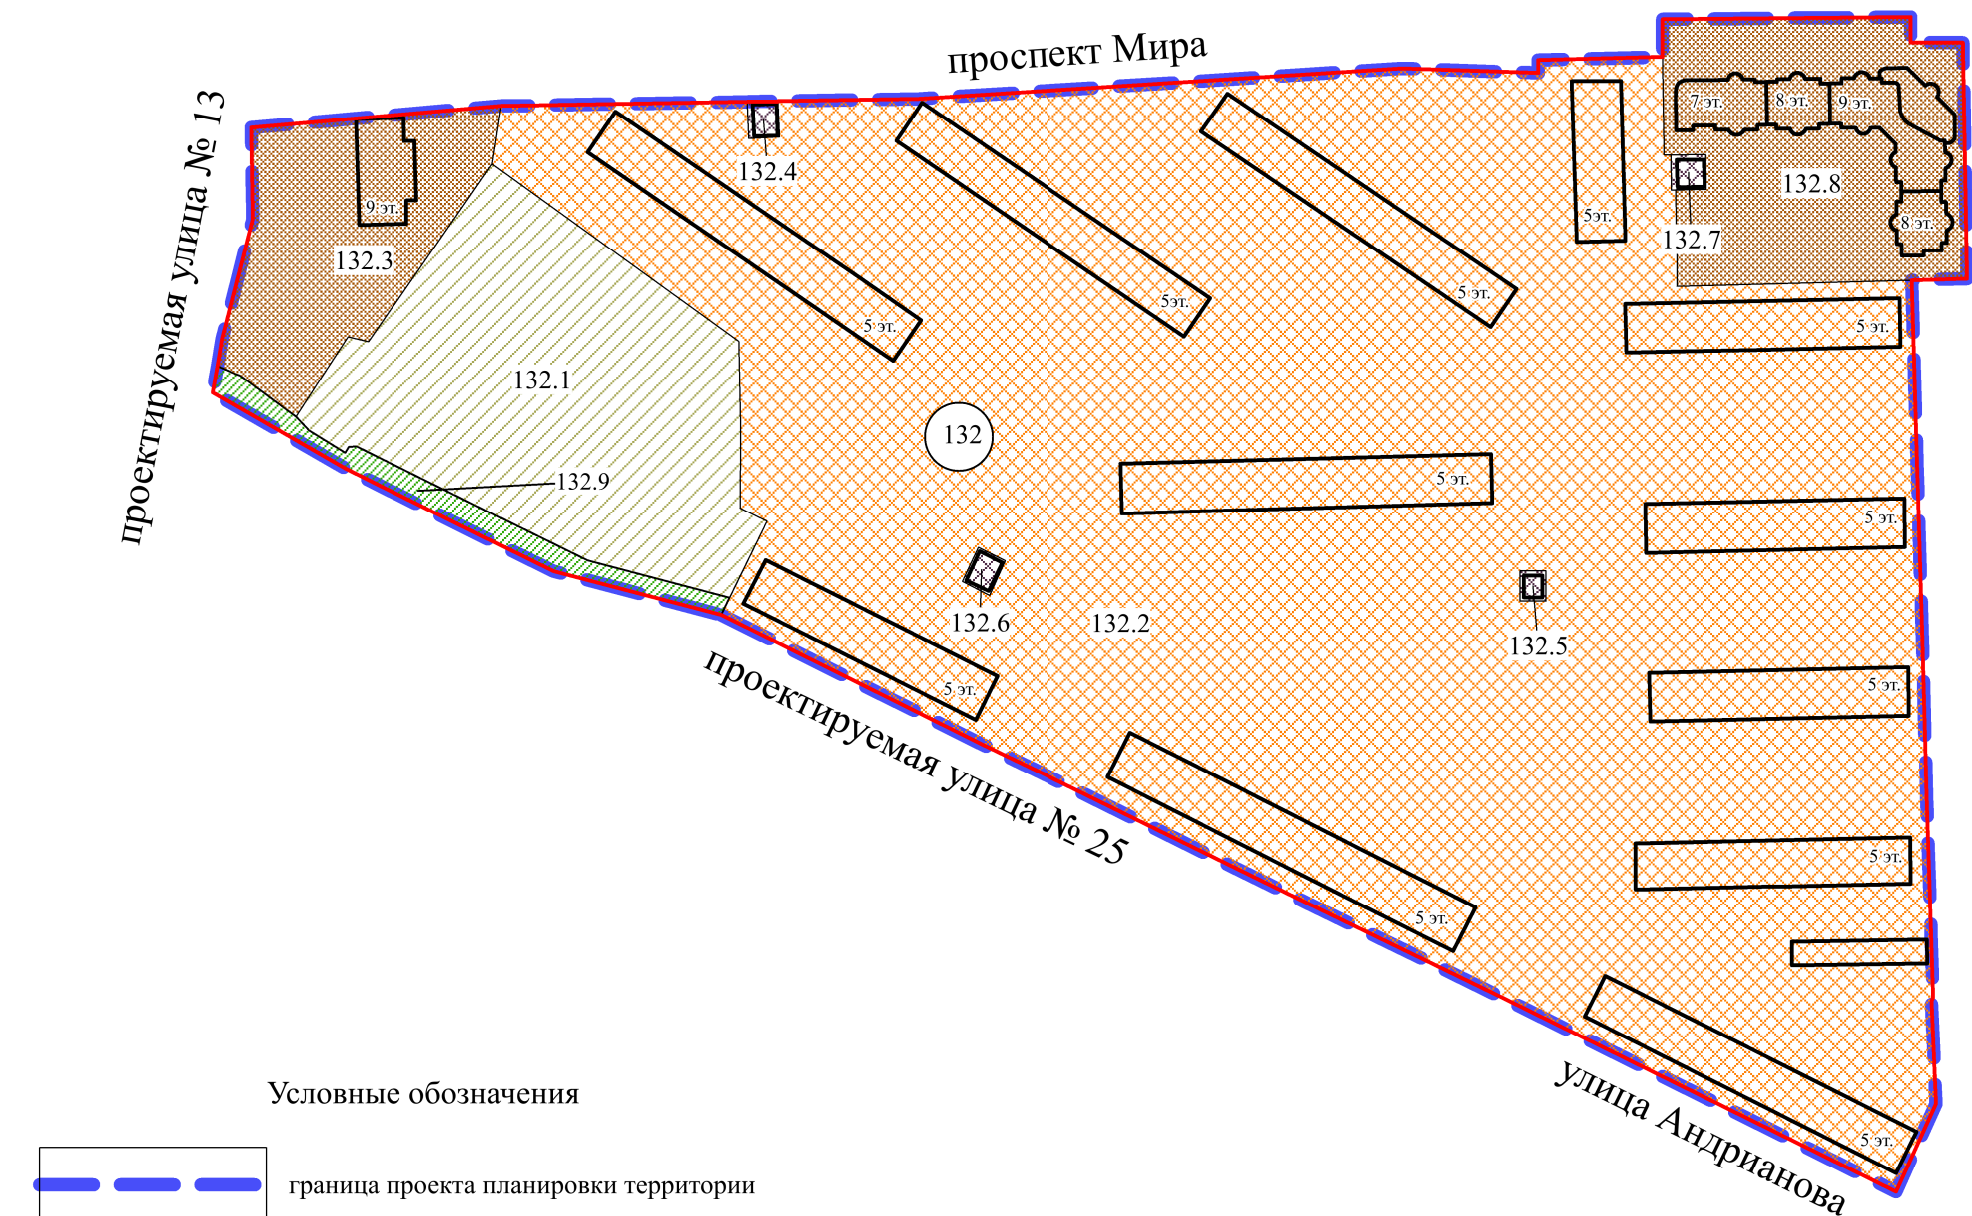 проспект Мира
проектируемая улица № 13
7 эт.
8 эт.
9 эт.
132.4
132.8
9 эт.
5эт.
8 эт.
132.7
132.3
5 эт.
5эт.
5 эт.
5 эт.
132.1
132
132.9
5 эт.
5 эт.
132.6
132.2
132.5
5 эт.
5 эт.
проектируемая улица № 25
5 эт.
5 эт.
улица Андрианова
5 эт.
Условные обозначения
граница проекта планировки территории